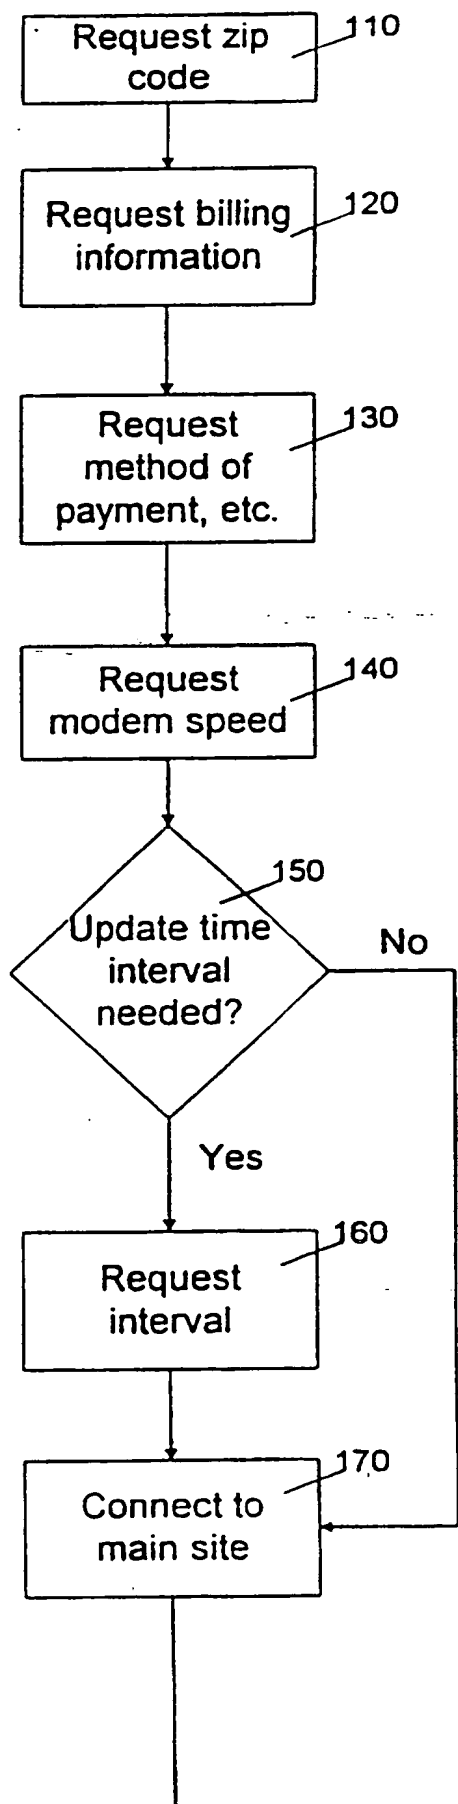 Request zip
code
110
Request billing
information
120
Request
method of
payment, etc.
130
Request
modem speed
140
150
Update time
interval
needed?
No
Yes
160
Request
interval
170
Connect to
main site